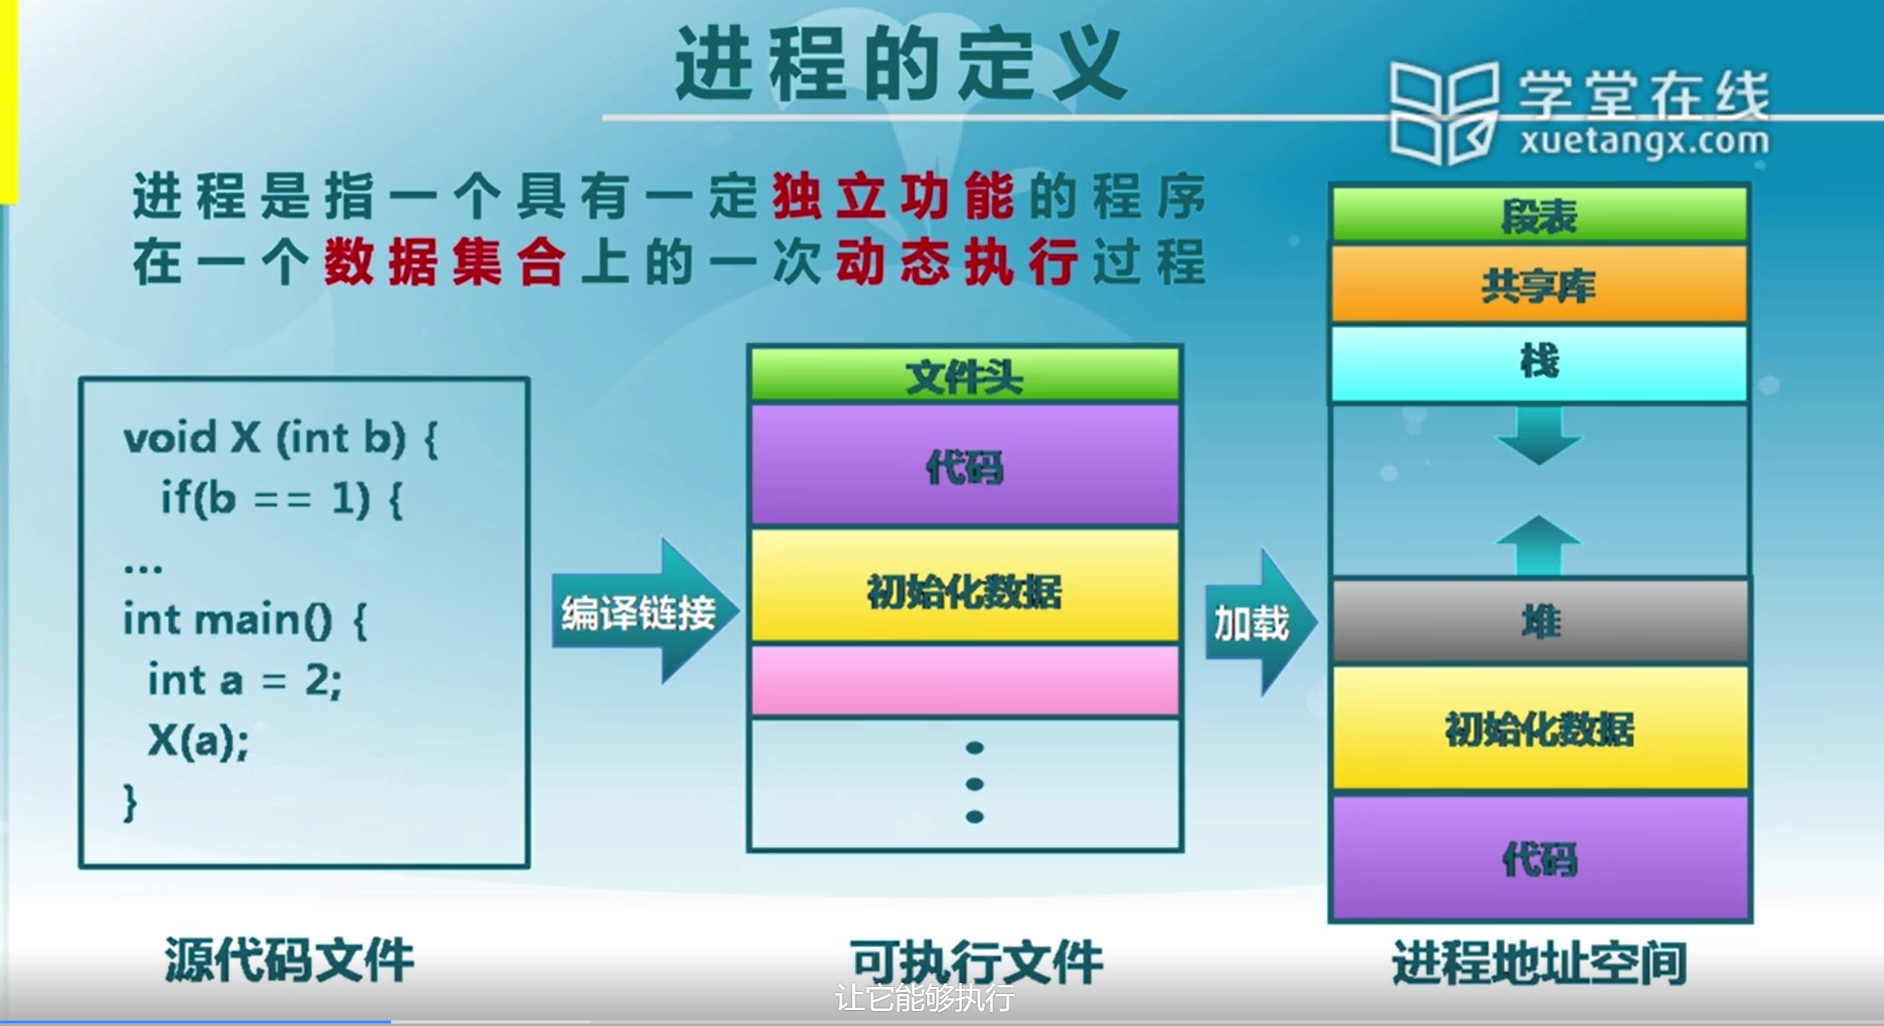 进程的定义
学堂在线
xuetangx.com
进程是指一个具有一定独立功能的程序
在一个数据集合上的一次动态执行过程
void X (int b) {
if(b == 1) {
...
int main() {
int a = 2;
X(a);
}
源代码文件
编译链接
文件头
代码
初始化数据
可执行文件
加载
段表
共享库
栈
堆
初始化数据
代码
进程地址空间
让它能够执行